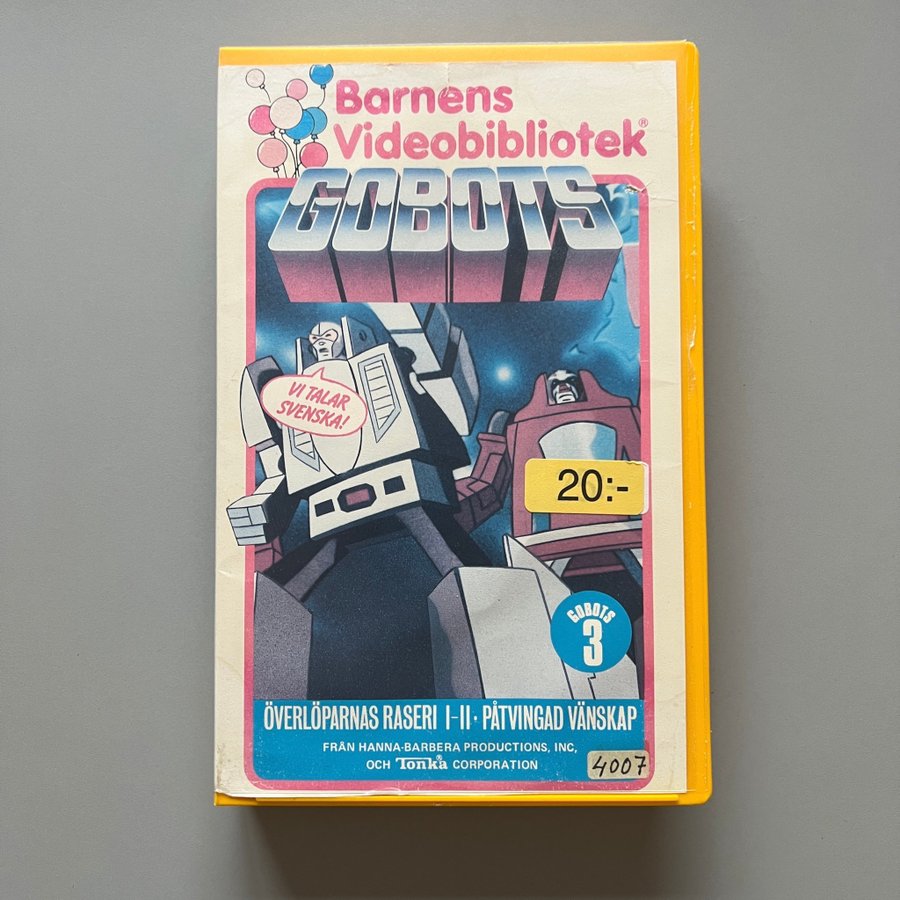 Barnens
Videobibliotek®
GOBOTS
VI TALAR
SVENSKA!
20:-
GOBOTS
3
ÖVERLÖPARNAS RASERI I-II · PÅTVINGAD VÄNSKAP
FRÅN HANNA-BARBERA PRODUCTIONS, INC,
OCH Tonka® CORPORATION
4007